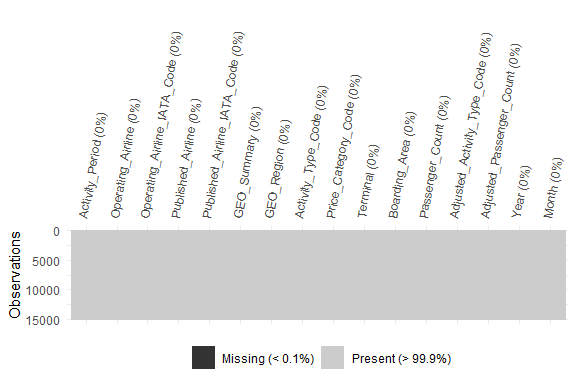 Activity_Period (0%)
Operating_Airline (0%)
Operating_Airline_IATA_Code (0%)
Published_Airline (0%)
Published_Airline_IATA_Code (0%)
GEO_Summary (0%)
GEO_Region (0%)
Activity_Type_Code (0%)
Price_Category_Code (0%)
Terminal (0%)
Boarding_Area (0%)
Passenger_Count (0%)
Adjusted_Activity_Type_Code (0%)
Adjusted_Passenger_Count (0%)
Year (0%)
Month (0%)
Observations
0
5000
10000
15000
Missing (< 0.1%)
Present (> 99.9%)